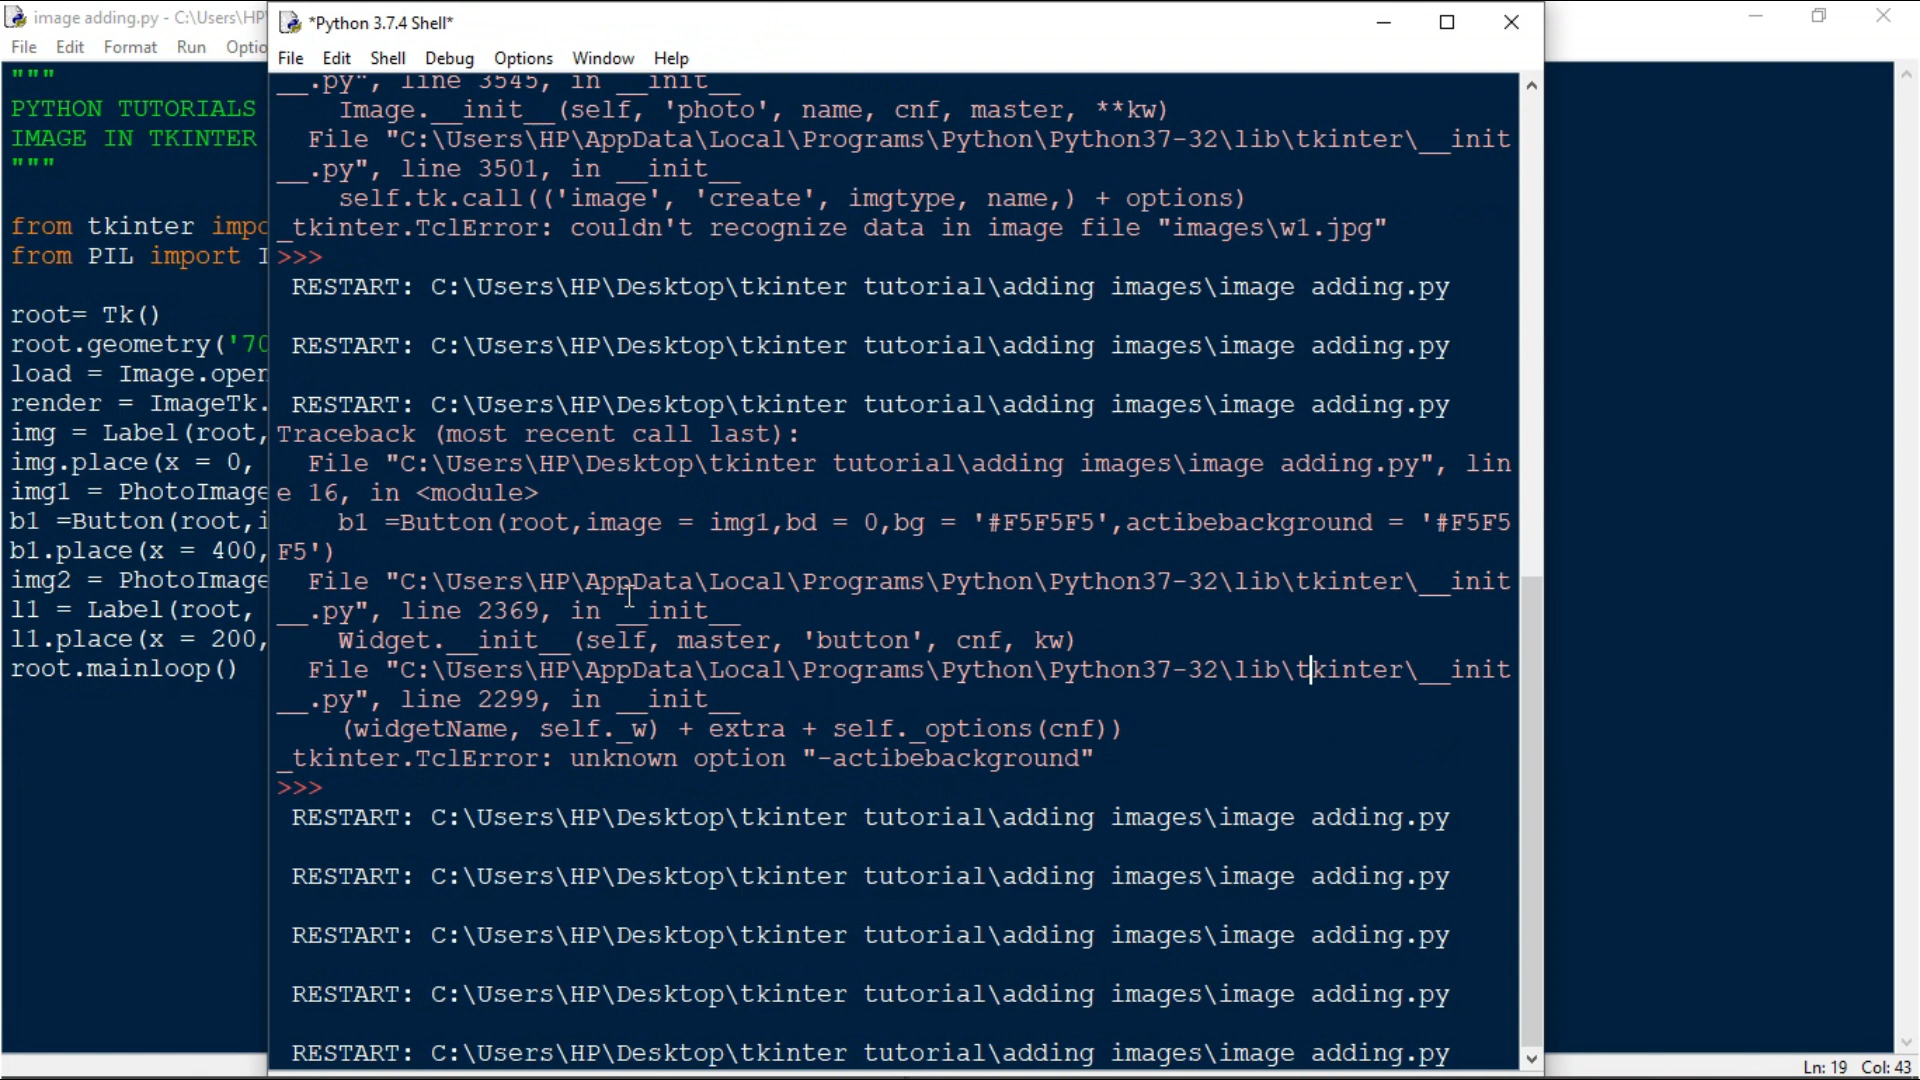 image adding.py - C:\Users\HP
File Edit Format Run Optio
"""
PYTHON TUTORIALS
IMAGE IN TKINTER
"""
from tkinter impo
from PIL import I
root= Tk()
root.geometry('70
load = Image.open
render = ImageTk.
img = Label(root,
img.place(x = 0,
img1 = PhotoImage
b1 =Button(root,i
b1.place(x = 400,
img2 = PhotoImage
l1 = Label(root,
l1.place(x = 200,
root.mainloop()
*Python 3.7.4 Shell*
File Edit Shell Debug Options Window Help
__.py", line 3545, in __init__
Image.__init__(self, 'photo', name, cnf, master, **kw)
File "C:\Users\HP\AppData\Local\Programs\Python\Python37-32\lib\tkinter\__init
__.py", line 3501, in __init__
self.tk.call(('image', 'create', imgtype, name,) + options)
_tkinter.TclError: couldn't recognize data in image file "images\w1.jpg"
>>>
RESTART: C:\Users\HP\Desktop\tkinter tutorial\adding images\image adding.py
RESTART: C:\Users\HP\Desktop\tkinter tutorial\adding images\image adding.py
RESTART: C:\Users\HP\Desktop\tkinter tutorial\adding images\image adding.py
Traceback (most recent call last):
File "C:\Users\HP\Desktop\tkinter tutorial\adding images\image adding.py", lin
e 16, in <module>
b1 =Button(root,image = img1,bd = 0,bg = '#F5F5F5',actibebackground = '#F5F5
F5')
File "C:\Users\HP\AppData\Local\Programs\Python\Python37-32\lib\tkinter\__init
__.py", line 2369, in __init__
Widget.__init__(self, master, 'button', cnf, kw)
File "C:\Users\HP\AppData\Local\Programs\Python\Python37-32\lib\tkinter\__init
__.py", line 2299, in __init__
(widgetName, self._w) + extra + self._options(cnf))
_tkinter.TclError: unknown option "-actibebackground"
>>>
RESTART: C:\Users\HP\Desktop\tkinter tutorial\adding images\image adding.py
RESTART: C:\Users\HP\Desktop\tkinter tutorial\adding images\image adding.py
RESTART: C:\Users\HP\Desktop\tkinter tutorial\adding images\image adding.py
RESTART: C:\Users\HP\Desktop\tkinter tutorial\adding images\image adding.py
RESTART: C:\Users\HP\Desktop\tkinter tutorial\adding images\image adding.py
Ln: 19 Col: 43